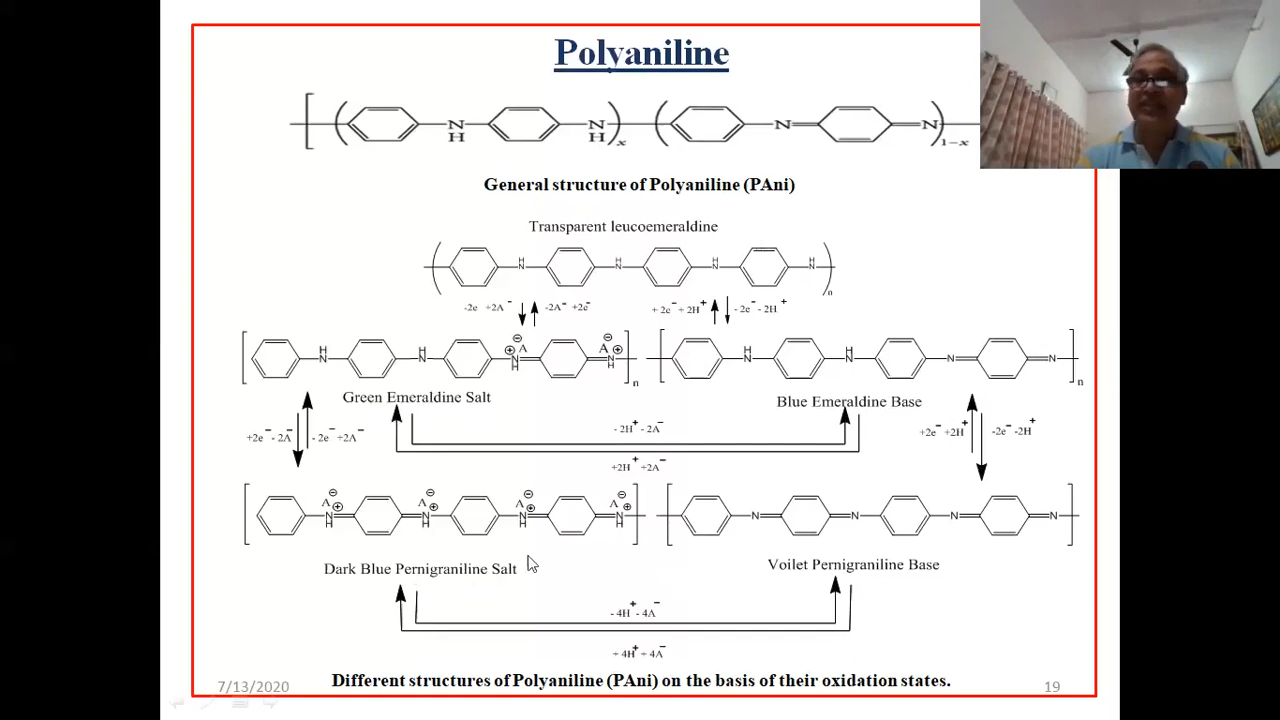 Polyaniline
N
H
N
H
x
N
N
1-x
General structure of Polyaniline (PAni)
Transparent leucoemeraldine
H
N
H
N
H
N
H
N
n
-2e +2A⁻
-2A⁻ +2e⁻
+ 2e⁻ + 2H⁺
- 2e⁻ - 2H⁺
H
N
H
N
⊖
A
⊕
N
H
⊖
A
⊕
N
H
n
H
N
H
N
N
N
n
Green Emeraldine Salt
Blue Emeraldine Base
+2e⁻ - 2A⁻
- 2e⁻ +2A⁻
- 2H⁺ - 2A⁻
+2H⁺ +2A⁻
+2e⁻ +2H⁺
-2e⁻ -2H⁺
⊖
A
⊕
N
H
⊖
A
⊕
N
H
⊖
A
⊕
N
H
⊖
A
⊕
N
H
N
N
N
N
Dark Blue Pernigraniline Salt
Voilet Pernigraniline Base
- 4H⁺ - 4A⁻
+ 4H⁺ + 4A⁻
Different structures of Polyaniline (PAni) on the basis of their oxidation states.
7/13/2020
19